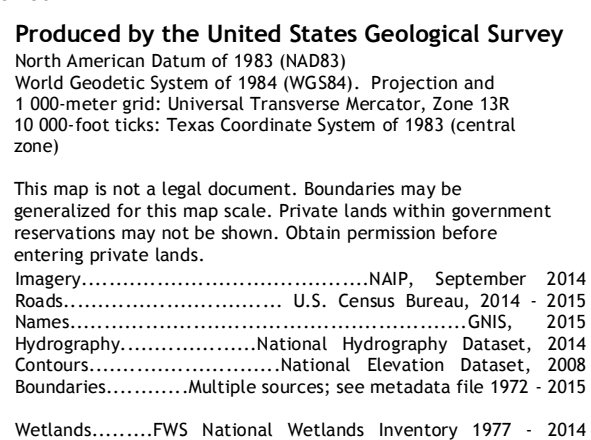 Produced by the United States Geological Survey
North American Datum of 1983 (NAD83)
World Geodetic System of 1984 (WGS84).  Projection and
1 000-meter grid: Universal Transverse Mercator, Zone 13R
10 000-foot ticks: Texas Coordinate System of 1983 (central
zone)
This map is not a legal document. Boundaries may be
generalized for this map scale. Private lands within government
reservations may not be shown. Obtain permission before
entering private lands.
Imagery.....................................NAIP, September 2014
Roads............................ U.S. Census Bureau, 2014 - 2015
Names...................................................GNIS, 2015
Hydrography.................National Hydrography Dataset, 2014
Contours.........................National Elevation Dataset, 2008
Boundaries............Multiple sources; see metadata file 1972 - 2015
Wetlands.........FWS National Wetlands Inventory 1977 - 2014